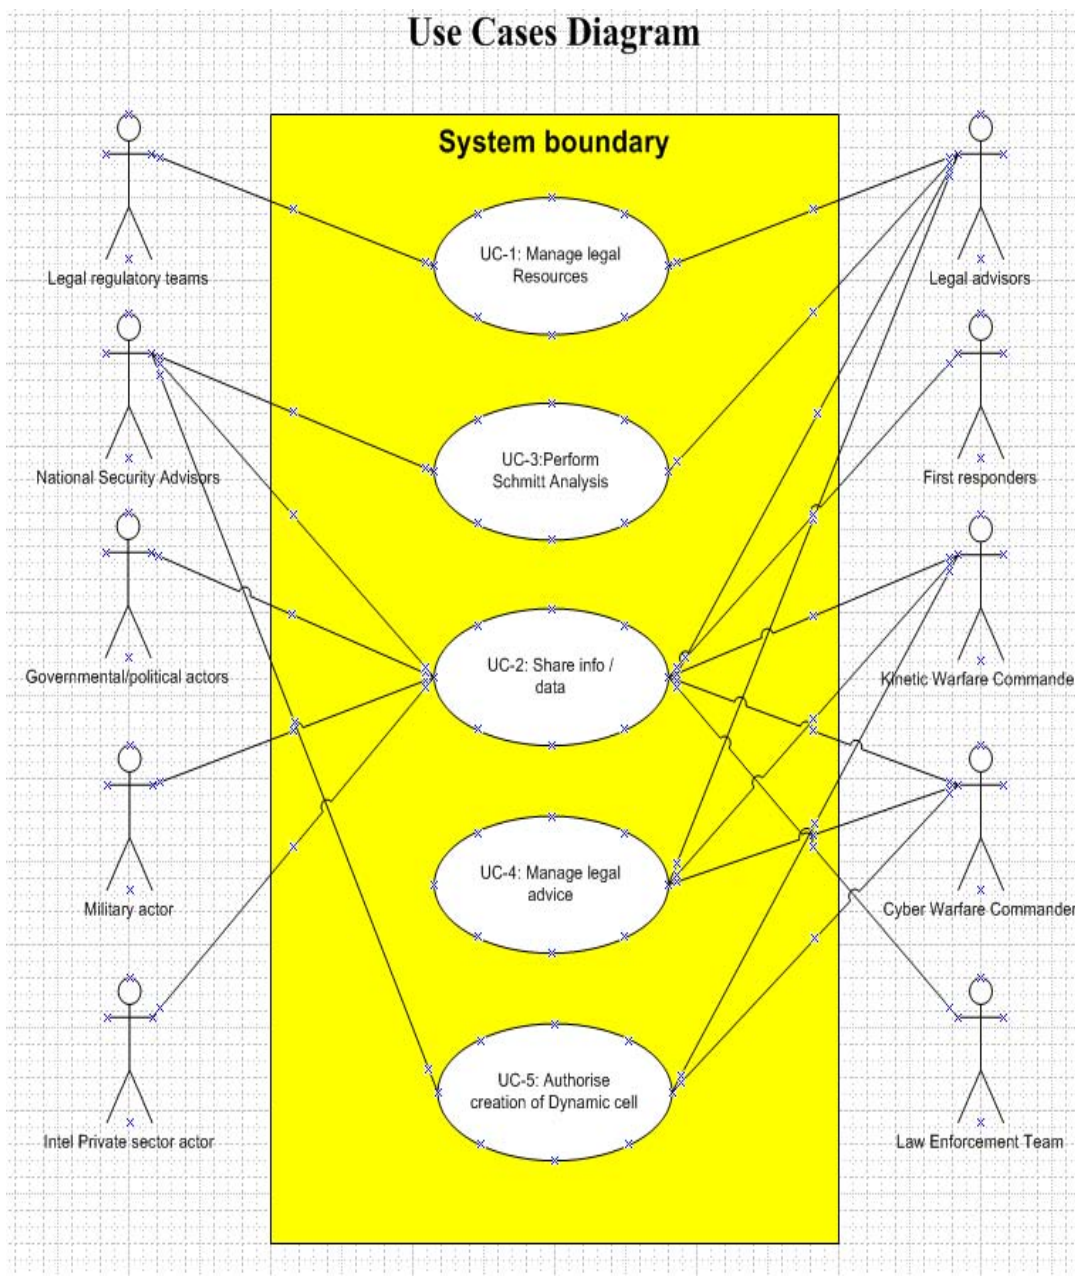 Use Cases Diagram
System boundary
Legal regulatory teams
National Security Advisors
Governmental/political actors
Military actor
Intel Private sector actor
UC-1: Manage legal
Resources
UC-3:Perform
Schmitt Analysis
UC-2: Share info /
data
UC-4: Manage legal
advice
UC-5: Authorise
creation of Dynamic cell
Legal advisors
First responders
Kinetic Warfare Commande
Cyber Warfare Commander
Law Enforcement Team